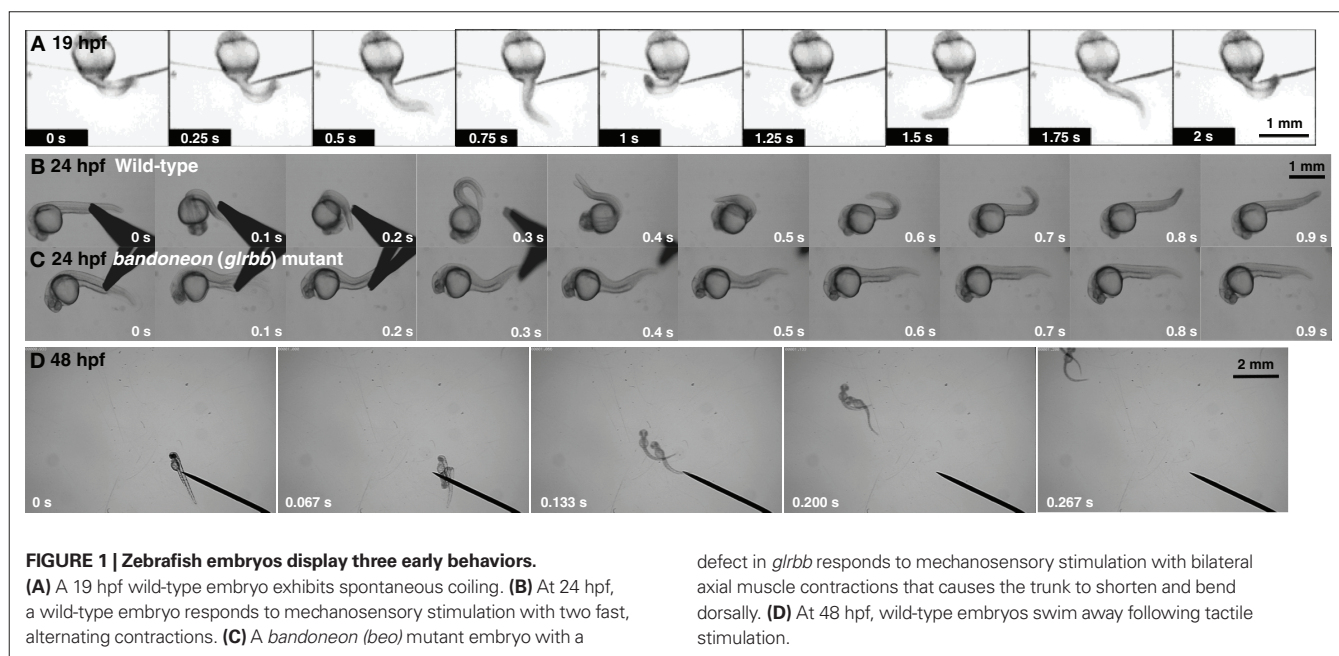 A 19 hpf
0 s 0.25 s 0.5 s 0.75 s 1 s 1.25 s 1.5 s 1.75 s 2 s
1 mm
B 24 hpf Wild-type
1 mm
0 s 0.1 s 0.2 s 0.3 s 0.4 s 0.5 s 0.6 s 0.7 s 0.8 s 0.9 s
C 24 hpf bandoneon (glrbb) mutant
0 s 0.1 s 0.2 s 0.3 s 0.4 s 0.5 s 0.6 s 0.7 s 0.8 s 0.9 s
D 48 hpf
2 mm
0 s 0.067 s 0.133 s 0.200 s 0.267 s
FIGURE 1 | Zebrafish embryos display three early behaviors.
(A) A 19 hpf wild-type embryo exhibits spontaneous coiling. (B) At 24 hpf,
a wild-type embryo responds to mechanosensory stimulation with two fast,
alternating contractions. (C) A bandoneon (beo) mutant embryo with a
defect in glrbb responds to mechanosensory stimulation with bilateral
axial muscle contractions that causes the trunk to shorten and bend
dorsally. (D) At 48 hpf, wild-type embryos swim away following tactile
stimulation.